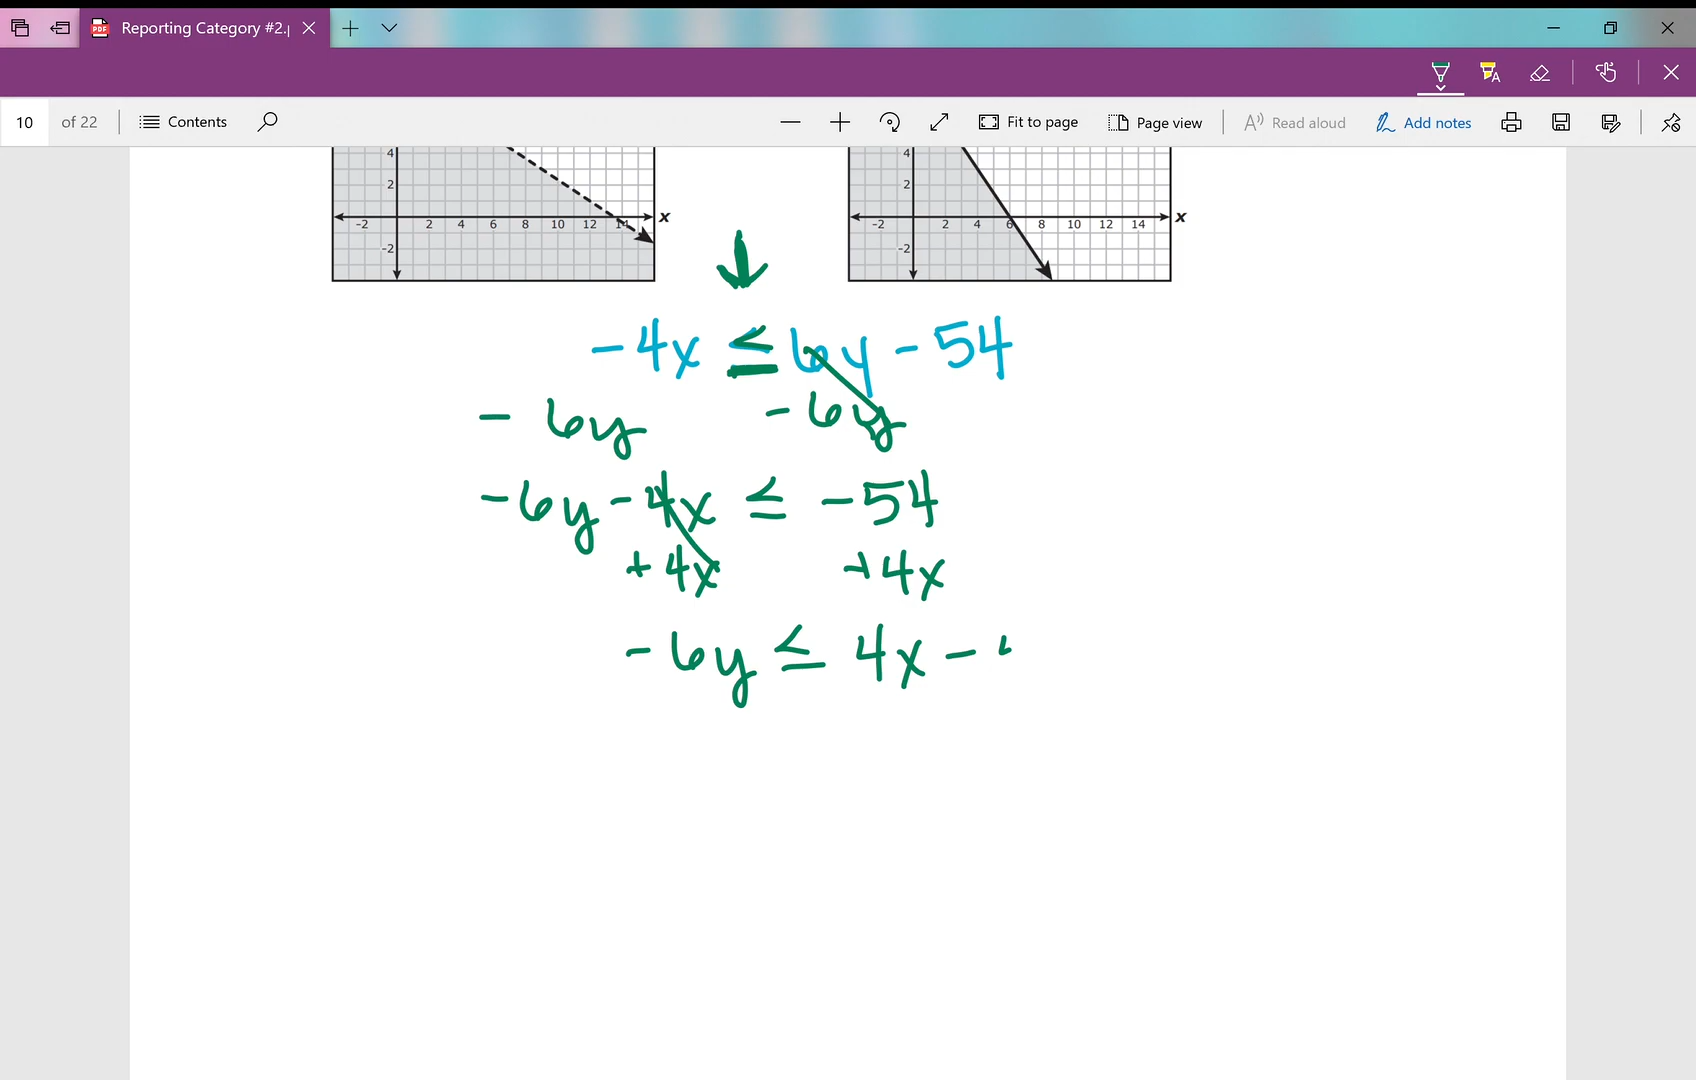 Reporting Category #2.p
10 of 22 Contents Fit to page Page view Read aloud Add notes
4 4
2 2
-2 2 4 6 8 10 12 14 x -2 2 4 6 8 10 12 14 x
-2 -2
-4x ≤ 6y - 54
- 6y - 6y
-6y - 4x ≤ -54
+ 4x + 4x
-6y ≤ 4x -